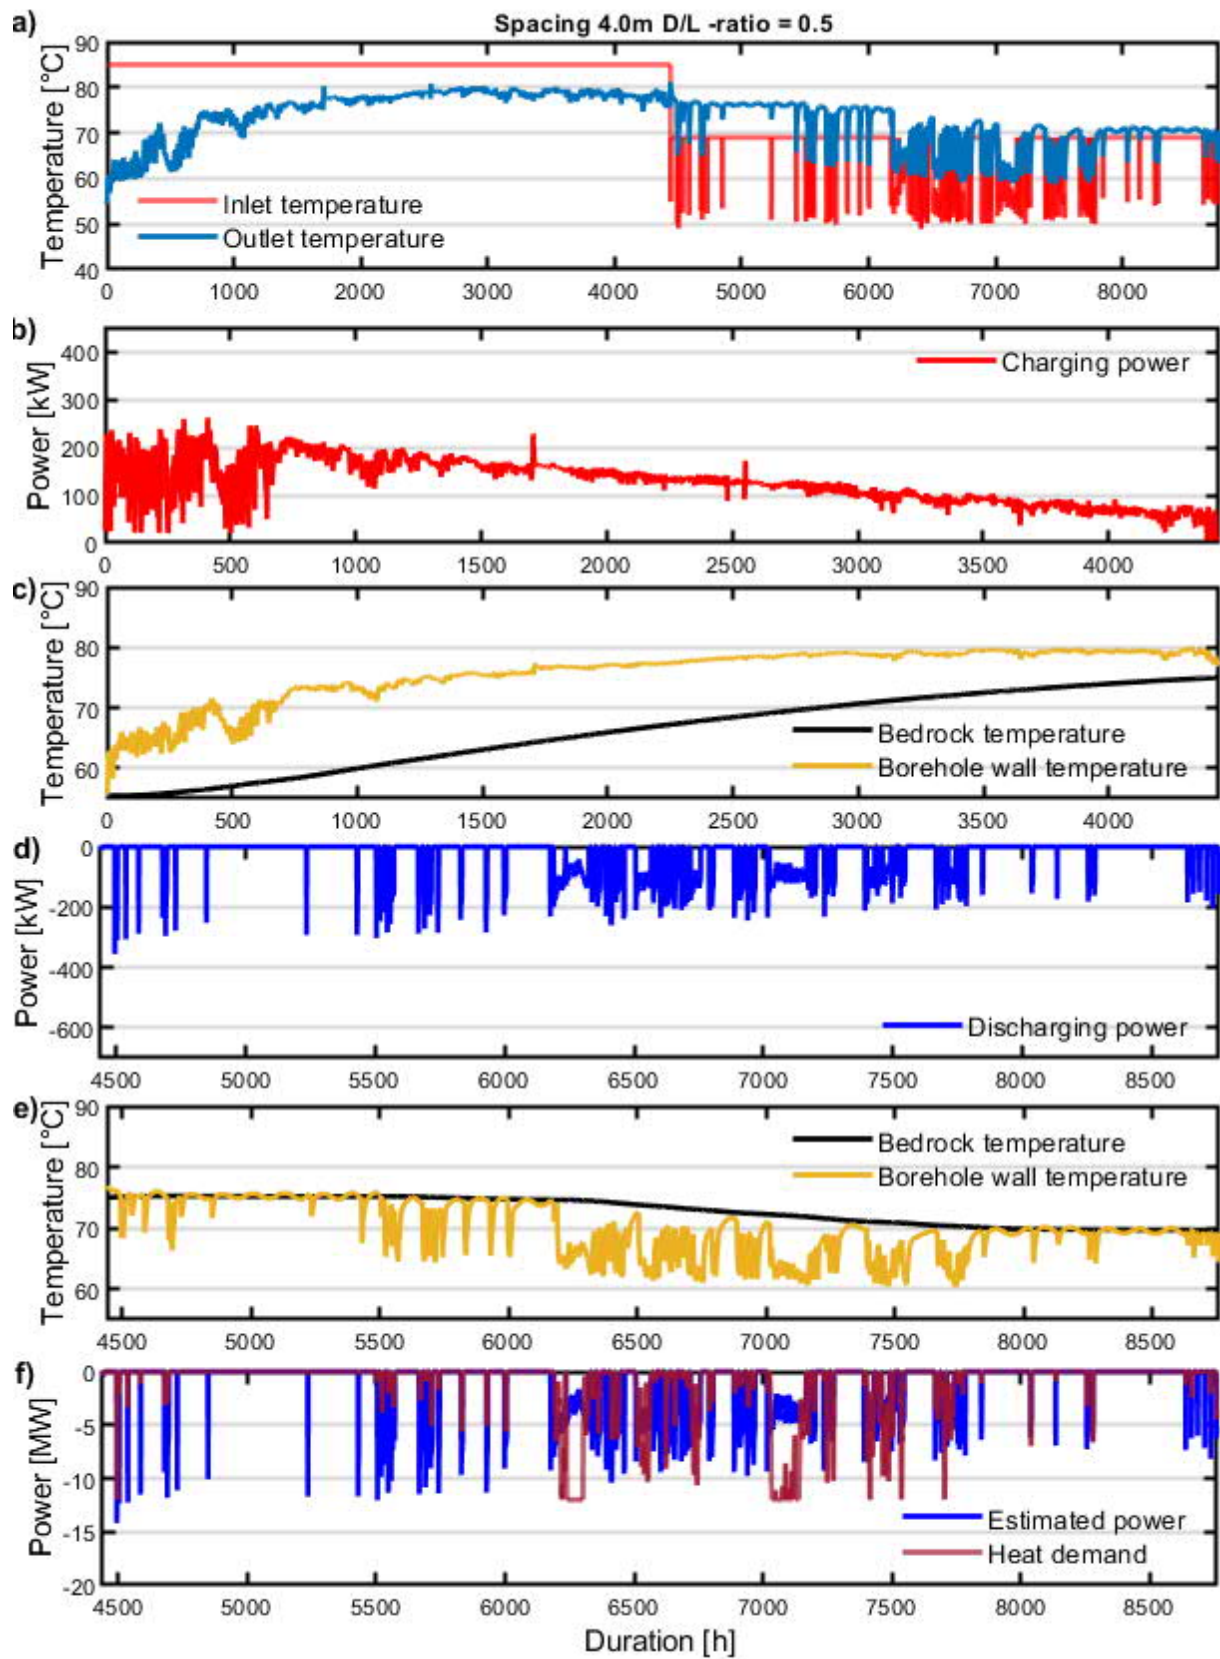 Spacing 4.0m D/L -ratio = 0.5
a)
Temperature [°C]
90
80
70
60
50
40
Inlet temperature
Outlet temperature
0 1000 2000 3000 4000 5000 6000 7000 8000
b)
Power [kW]
400
300
200
100
0
Charging power
0 500 1000 1500 2000 2500 3000 3500 4000
c)
Temperature [°C]
90
80
70
60
Bedrock temperature
Borehole wall temperature
0 500 1000 1500 2000 2500 3000 3500 4000
d)
Power [kW]
0
-200
-400
-600
Discharging power
4500 5000 5500 6000 6500 7000 7500 8000 8500
e)
Temperature [°C]
90
80
70
60
Bedrock temperature
Borehole wall temperature
4500 5000 5500 6000 6500 7000 7500 8000 8500
f)
Power [MW]
0
-5
-10
-15
-20
Estimated power
Heat demand
4500 5000 5500 6000 6500 7000 7500 8000 8500
Duration [h]